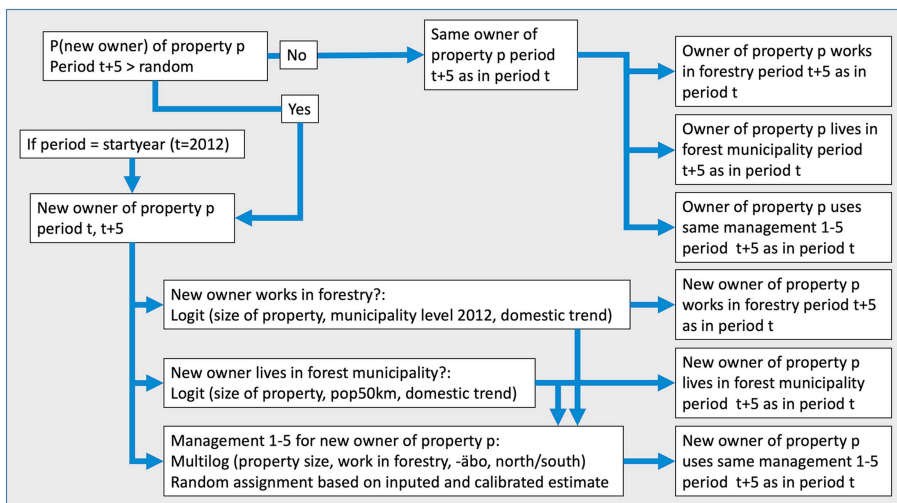 P(new owner) of property p
Period t+5 > random
No
Same owner of
property p period
t+5 as in period t
Owner of property p works
in forestry period t+5 as in
period t
Yes
If period = startyear (t=2012)
Owner of property p lives in
forest municipality period
t+5 as in period t
New owner of property p
period t, t+5
Owner of property p uses
same management 1-5
period t+5 as in period t
New owner works in forestry?:
Logit (size of property, municipality level 2012, domestic trend)
New owner of property p
works in forestry period t+5
as in period t
New owner lives in forest municipality?:
Logit (size of property, pop50km, domestic trend)
New owner of property p
lives in forest municipality
period t+5 as in period t
Management 1-5 for new owner of property p:
Multilog (property size, work in forestry, -äbo, north/south)
Random assignment based on inputed and calibrated estimate
New owner of property p
uses same management 1-5
period t+5 as in period t